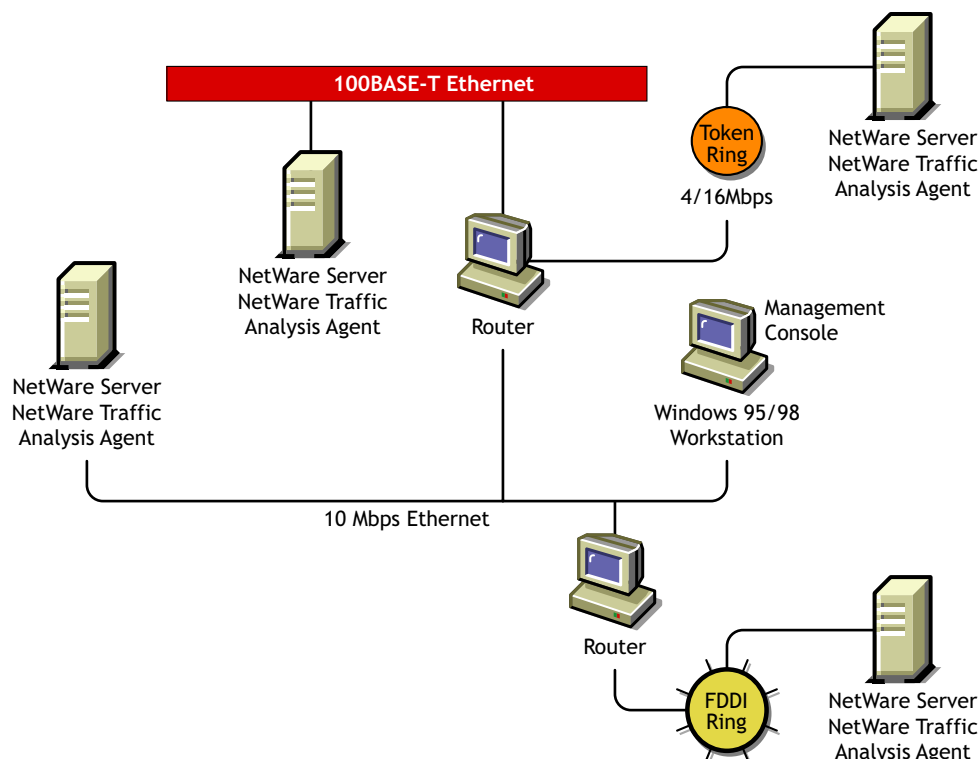 100BASE-T Ethernet
Token
Ring
4/16Mbps
NetWare Server
NetWare Traffic
Analysis Agent
NetWare Server
NetWare Traffic
Analysis Agent
Router
Management
Console
NetWare Server
NetWare Traffic
Analysis Agent
Windows 95/98
Workstation
10 Mbps Ethernet
Router
FDDI
Ring
NetWare Server
NetWare Traffic
Analysis Agent